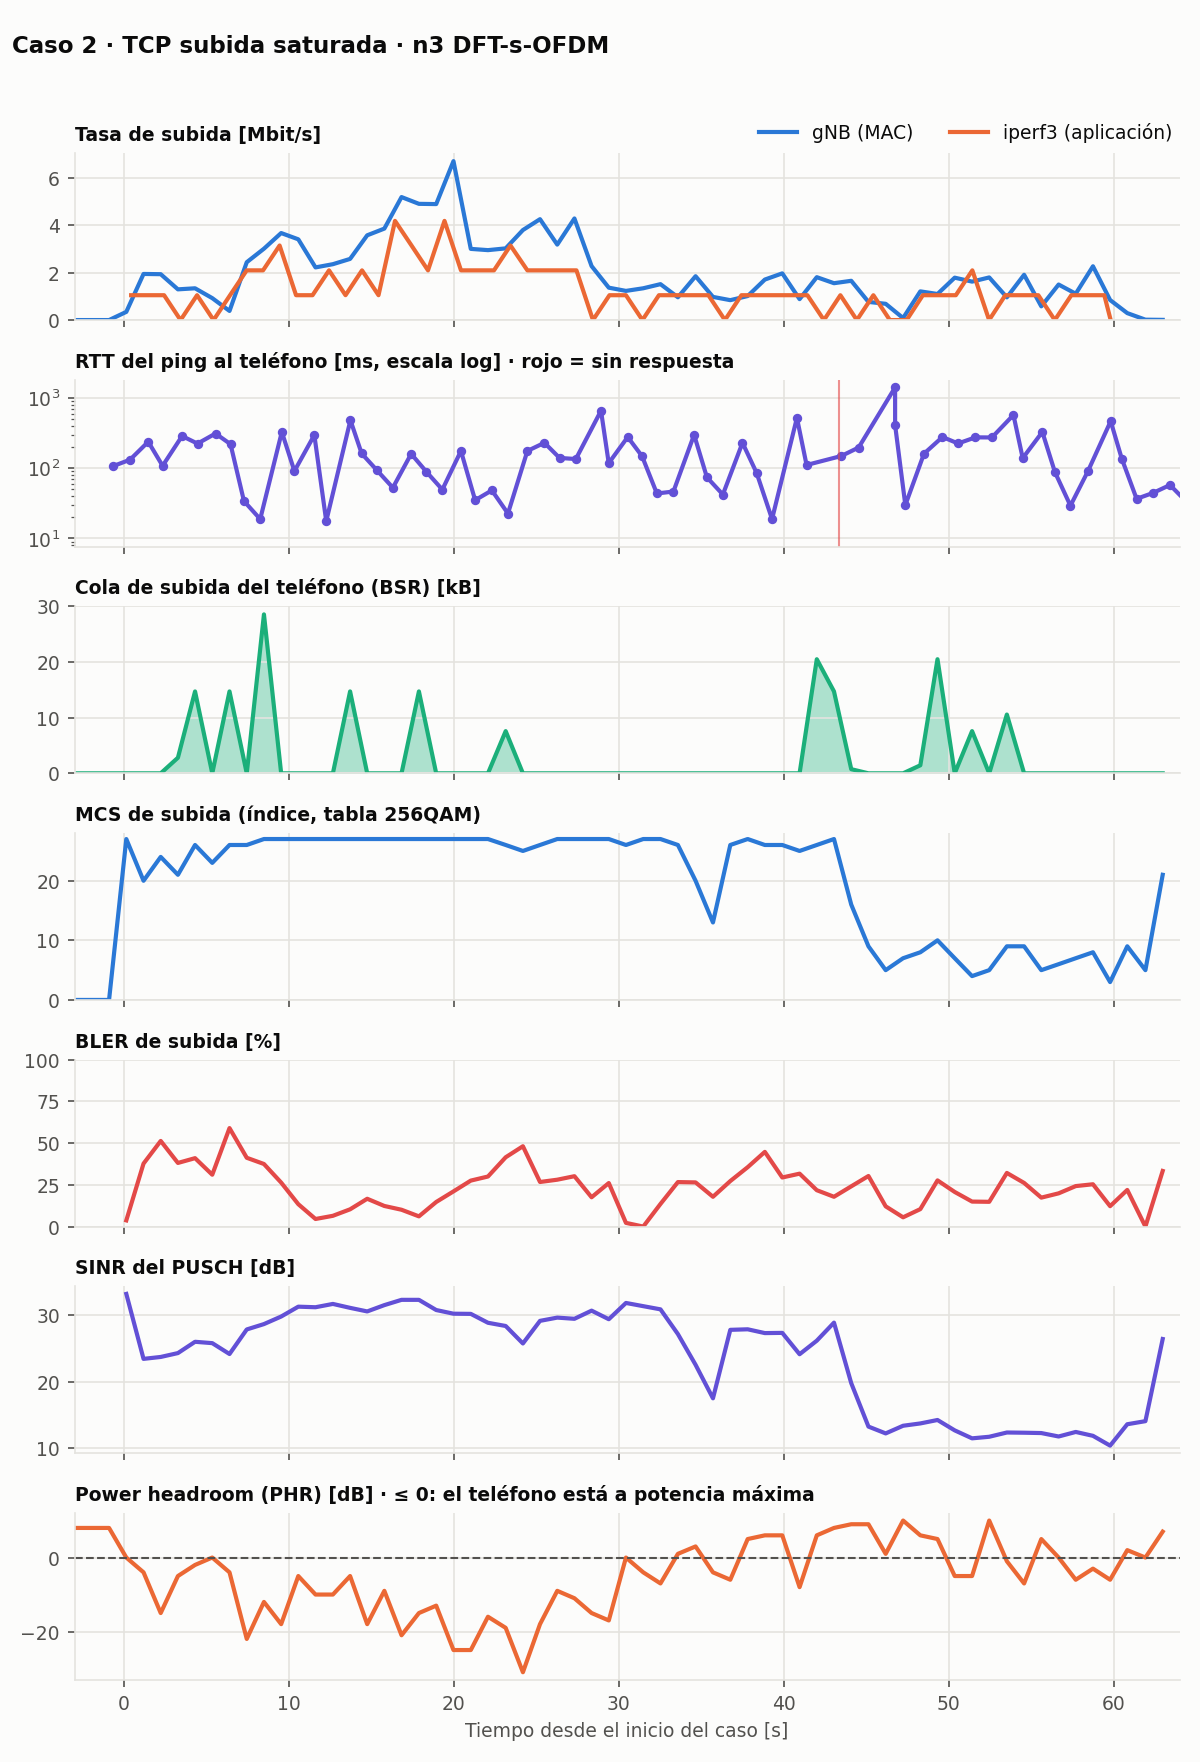 Caso 2 · TCP subida saturada · n3 DFT-s-OFDM
Tasa de subida [Mbit/s]
gNB (MAC)
iperf3 (aplicación)
6
4
2
0
RTT del ping al teléfono [ms, escala log] · rojo = sin respuesta
10³
10²
10¹
Cola de subida del teléfono (BSR) [kB]
30
20
10
0
MCS de subida (índice, tabla 256QAM)
20
10
0
BLER de subida [%]
100
75
50
25
0
SINR del PUSCH [dB]
30
20
10
Power headroom (PHR) [dB] · ≤ 0: el teléfono está a potencia máxima
0
−20
0 10 20 30 40 50 60
Tiempo desde el inicio del caso [s]